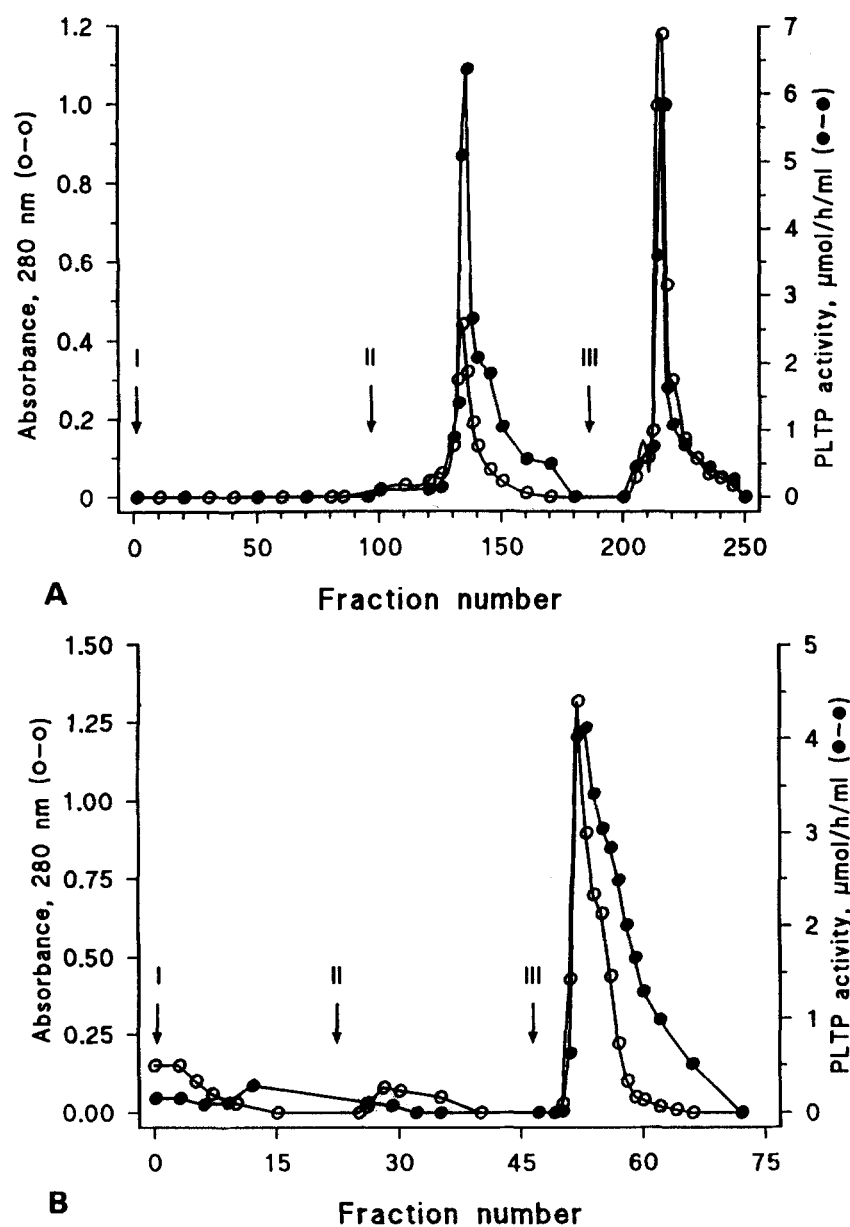 Absorbance, 280 nm (o–o)
1.2
1.0
0.8
0.6
0.4
0.2
0
I
II
III
7
6
5
4
3
2
1
0
PLTP activity, μmol/h/ml (●–●)
0 50 100 150 200 250
A
Fraction number
Absorbance, 280 nm (o–o)
1.50
1.25
1.00
0.75
0.50
0.25
0.00
I
II
III
5
4
3
2
1
0
PLTP activity, μmol/h/ml (●–●)
0 15 30 45 60 75
B
Fraction number